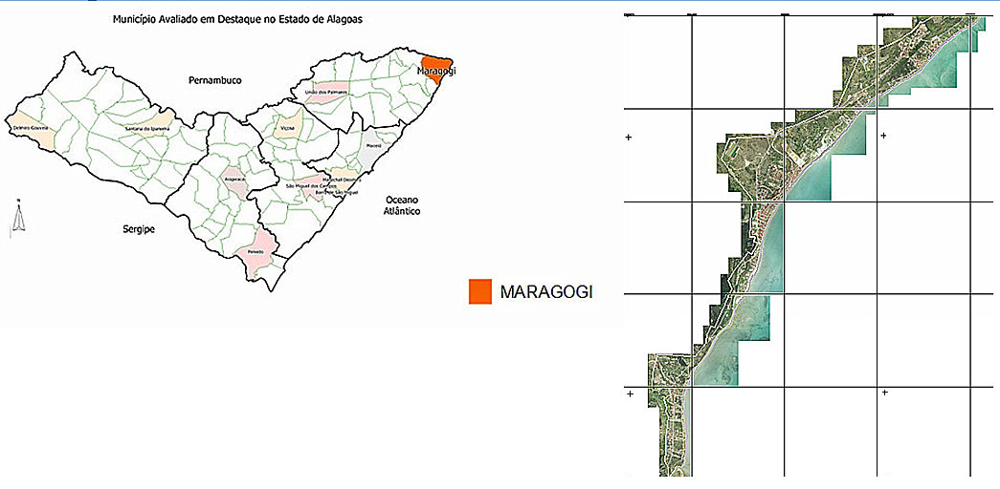 Município Avaliado em Destaque no Estado de Alagoas
Maragogi
Pernambuco
União dos Palmares
Delmiro Gouveia
Santana do Ipanema
Viçosa
Maceió
Arapiraca
Marechal Deodoro
São Miguel dos Campos
Barra de São Miguel
Oceano
Atlântico
N
Sergipe
Penedo
MARAGOGI